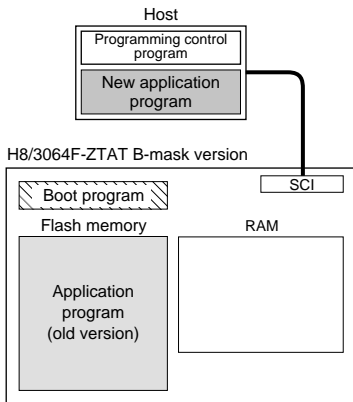 Host
Programming control
program
New application
program
H8/3064F-ZTAT B-mask version
SCI
Boot program
Flash memory
RAM
Application
program
(old version)